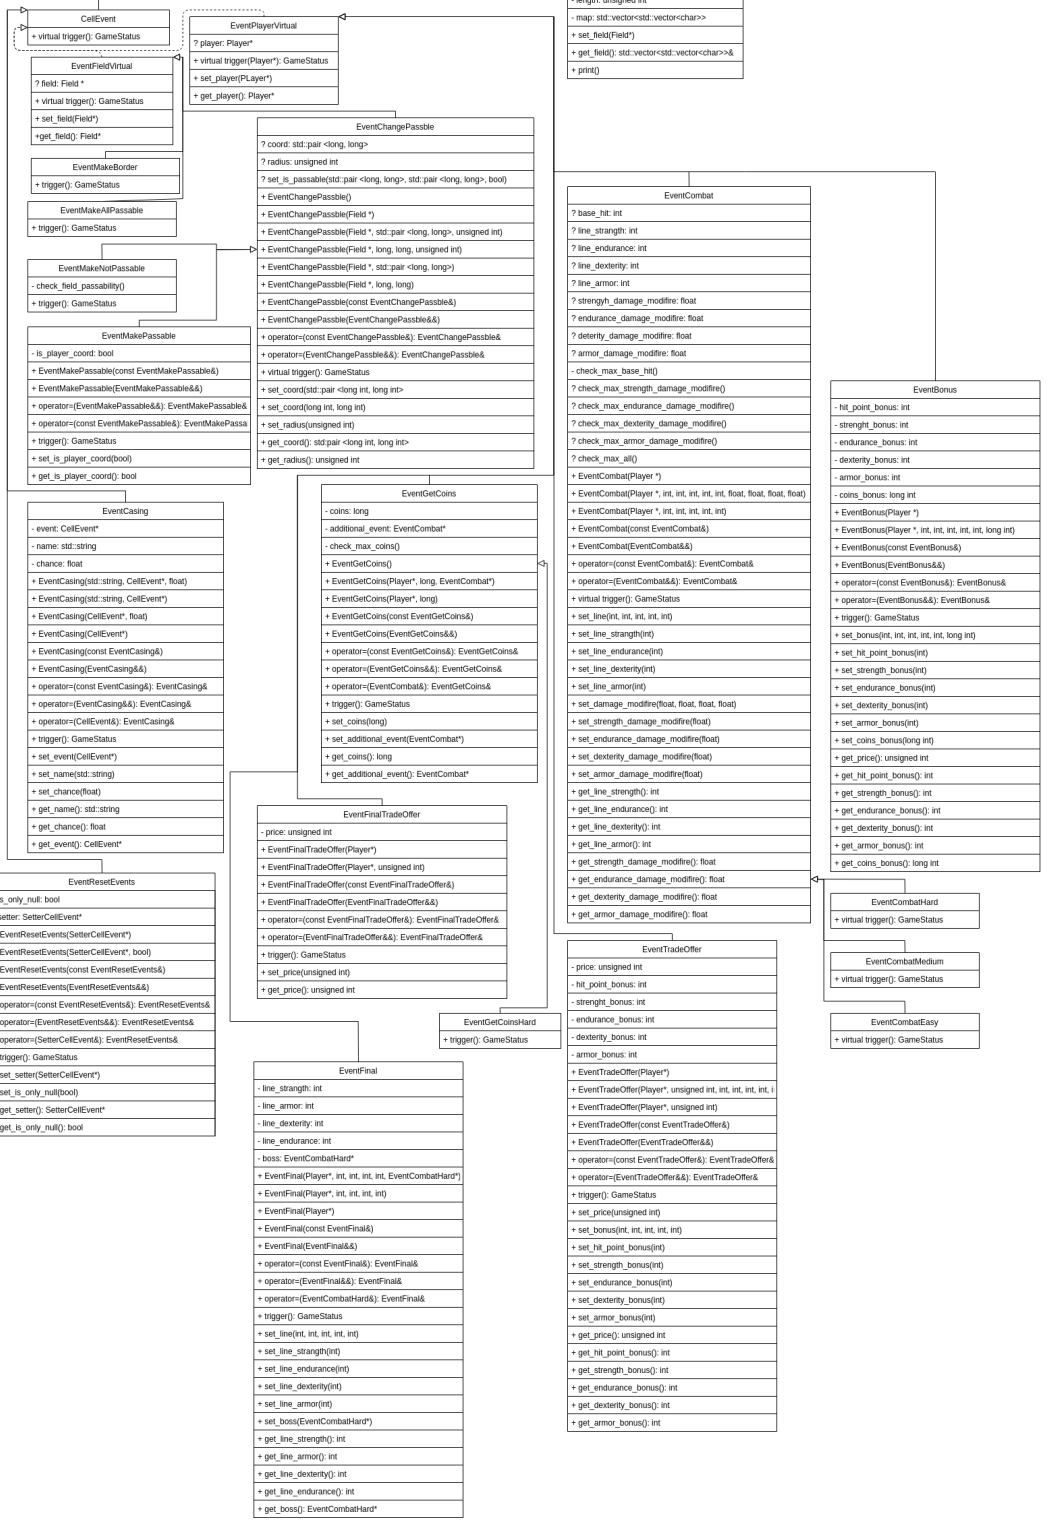 CellEvent
+ virtual trigger(): GameStatus
EventPlayerVirtual
? player: Player*
+ virtual trigger(Player*): GameStatus
+ set_player(PLayer*)
+ get_player(): Player*
- length: unsigned int
- map: std::vector<std::vector<char>>
+ set_field(Field*)
+ get_field(): std::vector<std::vector<char>>&
+ print()
EventFieldVirtual
? field: Field *
+ virtual trigger(): GameStatus
+ set_field(Field*)
+get_field(): Field*
EventMakeBorder
+ trigger(): GameStatus
EventMakeAllPassable
+ trigger(): GameStatus
EventMakeNotPassable
- check_field_passability()
+ trigger(): GameStatus
EventMakePassable
- is_player_coord: bool
+ EventMakePassable(const EventMakePassable&)
+ EventMakePassable(EventMakePassable&&)
+ operator=(EventMakePassable&&): EventMakePassable&
+ operator=(const EventMakePassable&): EventMakePassa
+ trigger(): GameStatus
+ set_is_player_coord(bool)
+ get_is_player_coord(): bool
EventChangePassble
? coord: std::pair <long, long>
? radius: unsigned int
? set_is_passable(std::pair <long, long>, std::pair <long, long>, bool)
+ EventChangePassble()
+ EventChangePassble(Field *)
+ EventChangePassble(Field *, std::pair <long, long>, unsigned int)
+ EventChangePassble(Field *, long, long, unsigned int)
+ EventChangePassble(Field *, std::pair <long, long>)
+ EventChangePassble(Field *, long, long)
+ EventChangePassble(const EventChangePassble&)
+ EventChangePassble(EventChangePassble&&)
+ operator=(const EventChangePassble&): EventChangePassble&
+ operator=(EventChangePassble&&): EventChangePassble&
+ virtual trigger(): GameStatus
+ set_coord(std::pair <long int, long int>
+ set_coord(long int, long int)
+ set_radius(unsigned int)
+ get_coord(): std:pair <long int, long int>
+ get_radius(): unsigned int
EventCombat
? base_hit: int
? line_strangth: int
? line_endurance: int
? line_dexterity: int
? line_armor: int
? strengyh_damage_modifire: float
? endurance_damage_modifire: float
? deterity_damage_modifire: float
? armor_damage_modifire: float
- check_max_base_hit()
? check_max_strength_damage_modifire()
? check_max_endurance_damage_modifire()
? check_max_dexterity_damage_modifire()
? check_max_armor_damage_modifire()
? check_max_all()
+ EventCombat(Player *)
+ EventCombat(Player *, int, int, int, int, int, float, float, float, float)
+ EventCombat(Player *, int, int, int, int, int)
+ EventCombat(const EventCombat&)
+ EventCombat(EventCombat&&)
+ operator=(const EventCombat&): EventCombat&
+ operator=(EventCombat&&): EventCombat&
+ virtual trigger(): GameStatus
+ set_line(int, int, int, int, int)
+ set_line_strangth(int)
+ set_line_endurance(int)
+ set_line_dexterity(int)
+ set_line_armor(int)
+ set_damage_modifire(float, float, float, float)
+ set_strength_damage_modifire(float)
+ set_endurance_damage_modifire(float)
+ set_dexterity_damage_modifire(float)
+ set_armor_damage_modifire(float)
+ get_line_strength(): int
+ get_line_endurance(): int
+ get_line_dexterity(): int
+ get_line_armor(): int
+ get_strength_damage_modifire(): float
+ get_endurance_damage_modifire(): float
+ get_dexterity_damage_modifire(): float
+ get_armor_damage_modifire(): float
EventBonus
- hit_point_bonus: int
- strenght_bonus: int
- endurance_bonus: int
- dexterity_bonus: int
- armor_bonus: int
- coins_bonus: long int
+ EventBonus(Player *)
+ EventBonus(Player *, int, int, int, int, int, long int)
+ EventBonus(const EventBonus&)
+ EventBonus(EventBonus&&)
+ operator=(const EventBonus&): EventBonus&
+ operator=(EventBonus&&): EventBonus&
+ trigger(): GameStatus
+ set_bonus(int, int, int, int, int, long int)
+ set_hit_point_bonus(int)
+ set_strength_bonus(int)
+ set_endurance_bonus(int)
+ set_dexterity_bonus(int)
+ set_armor_bonus(int)
+ set_coins_bonus(long int)
+ get_price(): unsigned int
+ get_hit_point_bonus(): int
+ get_strength_bonus(): int
+ get_endurance_bonus(): int
+ get_dexterity_bonus(): int
+ get_armor_bonus(): int
+ get_coins_bonus(): long int
EventCasing
- event: CellEvent*
- name: std::string
- chance: float
+ EventCasing(std::string, CellEvent*, float)
+ EventCasing(std::string, CellEvent*)
+ EventCasing(CellEvent*, float)
+ EventCasing(CellEvent*)
+ EventCasing(const EventCasing&)
+ EventCasing(EventCasing&&)
+ operator=(const EventCasing&): EventCasing&
+ operator=(EventCasing&&): EventCasing&
+ operator=(CellEvent&): EventCasing&
+ trigger(): GameStatus
+ set_event(CellEvent*)
+ set_name(std::string)
+ set_chance(float)
+ get_name(): std::string
+ get_chance(): float
+ get_event(): CellEvent*
EventGetCoins
- coins: long
- additional_event: EventCombat*
- check_max_coins()
+ EventGetCoins()
+ EventGetCoins(Player*, long, EventCombat*)
+ EventGetCoins(Player*, long)
+ EventGetCoins(const EventGetCoins&)
+ EventGetCoins(EventGetCoins&&)
+ operator=(const EventGetCoins&): EventGetCoins&
+ operator=(EventGetCoins&&): EventGetCoins&
+ operator=(EventCombat&): EventGetCoins&
+ trigger(): GameStatus
+ set_coins(long)
+ set_additional_event(EventCombat*)
+ get_coins(): long
+ get_additional_event(): EventCombat*
EventFinalTradeOffer
- price: unsigned int
+ EventFinalTradeOffer(Player*)
+ EventFinalTradeOffer(Player*, unsigned int)
+ EventFinalTradeOffer(const EventFinalTradeOffer&)
+ EventFinalTradeOffer(EventFinalTradeOffer&&)
+ operator=(const EventFinalTradeOffer&): EventFinalTradeOffer&
+ operator=(EventFinalTradeOffer&&): EventFinalTradeOffer&
+ trigger(): GameStatus
+ set_price(unsigned int)
+ get_price(): unsigned int
EventResetEvents
s_only_null: bool
setter: SetterCellEvent*
EventResetEvents(SetterCellEvent*)
EventResetEvents(SetterCellEvent*, bool)
EventResetEvents(const EventResetEvents&)
EventResetEvents(EventResetEvents&&)
operator=(const EventResetEvents&): EventResetEvents&
operator=(EventResetEvents&&): EventResetEvents&
operator=(SetterCellEvent&): EventResetEvents&
trigger(): GameStatus
set_setter(SetterCellEvent*)
set_is_only_null(bool)
get_setter(): SetterCellEvent*
get_is_only_null(): bool
EventCombatHard
+ virtual trigger(): GameStatus
EventCombatMedium
+ virtual trigger(): GameStatus
EventCombatEasy
+ virtual trigger(): GameStatus
EventGetCoinsHard
+ trigger(): GameStatus
EventTradeOffer
- price: unsigned int
- hit_point_bonus: int
- strenght_bonus: int
- endurance_bonus: int
- dexterity_bonus: int
- armor_bonus: int
+ EventTradeOffer(Player*)
+ EventTradeOffer(Player*, unsigned int, int, int, int, int, i
+ EventTradeOffer(Player*, unsigned int)
+ EventTradeOffer(const EventTradeOffer&)
+ EventTradeOffer(EventTradeOffer&&)
+ operator=(const EventTradeOffer&): EventTradeOffer&
+ operator=(EventTradeOffer&&): EventTradeOffer&
+ trigger(): GameStatus
+ set_price(unsigned int)
+ set_bonus(int, int, int, int, int)
+ set_hit_point_bonus(int)
+ set_strength_bonus(int)
+ set_endurance_bonus(int)
+ set_dexterity_bonus(int)
+ set_armor_bonus(int)
+ get_price(): unsigned int
+ get_hit_point_bonus(): int
+ get_strength_bonus(): int
+ get_endurance_bonus(): int
+ get_dexterity_bonus(): int
+ get_armor_bonus(): int
EventFinal
- line_strangth: int
- line_armor: int
- line_dexterity: int
- line_endurance: int
- boss: EventCombatHard*
+ EventFinal(Player*, int, int, int, int, EventCombatHard*)
+ EventFinal(Player*, int, int, int, int)
+ EventFinal(Player*)
+ EventFinal(const EventFinal&)
+ EventFinal(EventFinal&&)
+ operator=(const EventFinal&): EventFinal&
+ operator=(EventFinal&&): EventFinal&
+ operator=(EventCombatHard&): EventFinal&
+ trigger(): GameStatus
+ set_line(int, int, int, int, int)
+ set_line_strangth(int)
+ set_line_endurance(int)
+ set_line_dexterity(int)
+ set_line_armor(int)
+ set_boss(EventCombatHard*)
+ get_line_strength(): int
+ get_line_armor(): int
+ get_line_dexterity(): int
+ get_line_endurance(): int
+ get_boss(): EventCombatHard*